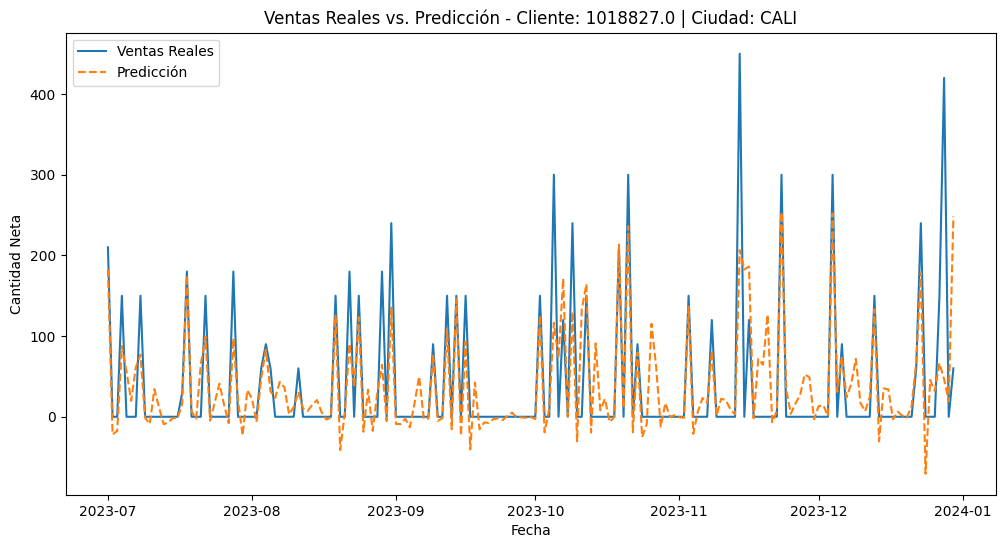 Ventas Reales vs. Predicción - Cliente: 1018827.0 | Ciudad: CALI
Ventas Reales
Predicción
Cantidad Neta
400
300
200
100
0
2023-07 2023-08 2023-09 2023-10 2023-11 2023-12 2024-01
Fecha